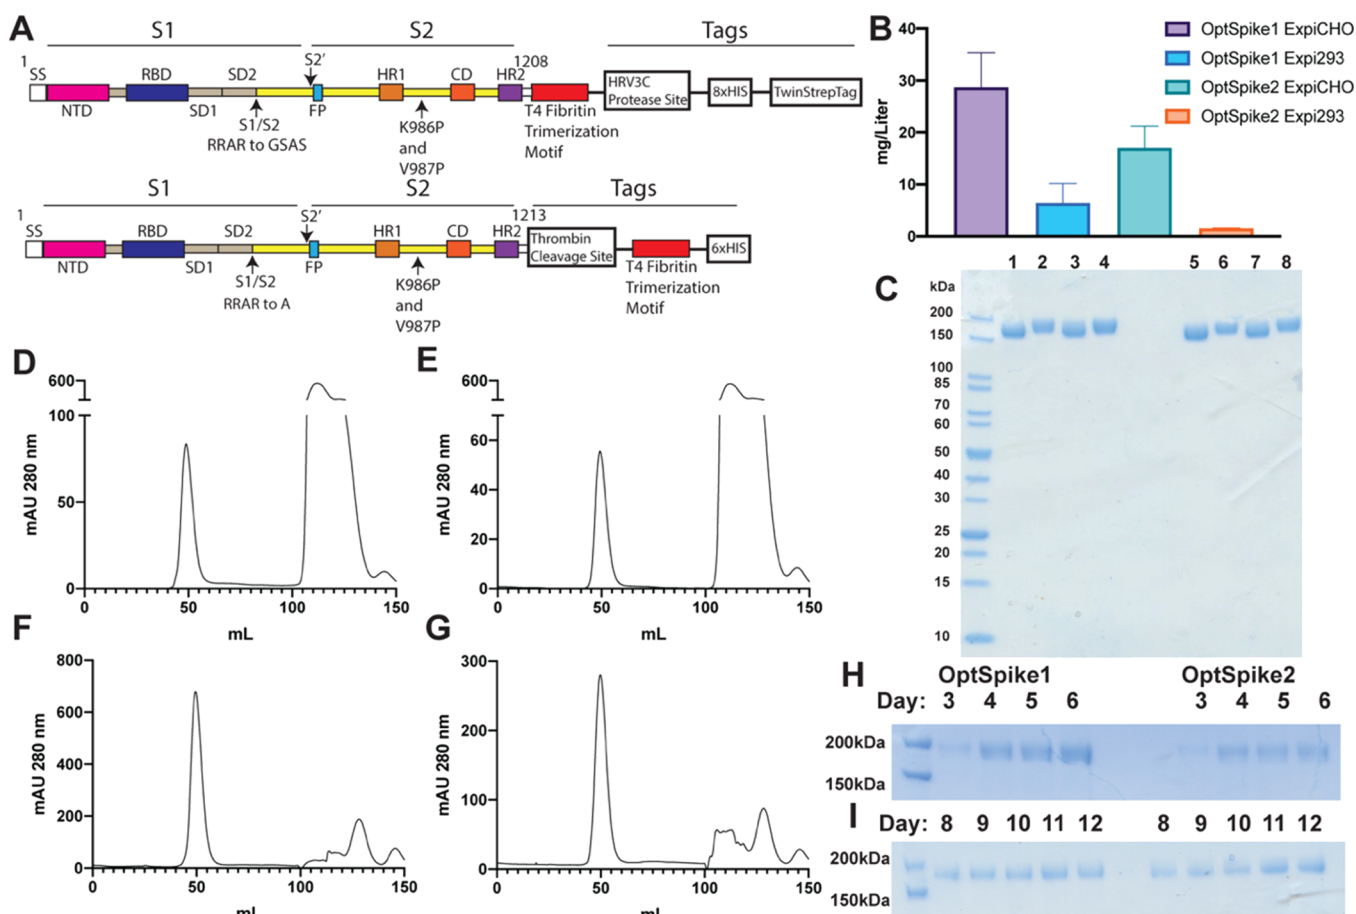 A
S1
S2
Tags
1
S2'
1208
SS
RBD
SD2
HR1
CD
HR2
HRV3C
Protease Site
8xHIS
TwinStrepTag
NTD
SD1
FP
T4 Fibritin
Trimerization
Motif
S1/S2
RRAR to GSAS
K986P
and
V987P
S1
S2
Tags
1
S2'
1213
SS
RBD
SD2
HR1
CD
HR2
Thrombin
Cleavage Site
6xHIS
NTD
SD1
FP
T4 Fibritin
Trimerization
Motif
S1/S2
RRAR to A
K986P
and
V987P
B
40
30
20
10
0
mg/Liter
OptSpike1 ExpiCHO
OptSpike1 Expi293
OptSpike2 ExpiCHO
OptSpike2 Expi293
C
1 2 3 4 5 6 7 8
kDa
200
150
100
85
70
60
50
40
30
25
20
15
10
D
600
100
50
0
mAU 280 nm
0 50 100 150
mL
E
600
60
40
20
0
mAU 280 nm
0 50 100 150
mL
F
800
600
400
200
0
mAU 280 nm
0 50 100 150
mL
G
300
200
100
0
mAU 280 nm
0 50 100 150
mL
H
OptSpike1 OptSpike2
Day: 3 4 5 6 3 4 5 6
200kDa
150kDa
I
Day: 8 9 10 11 12 8 9 10 11 12
200kDa
150kDa